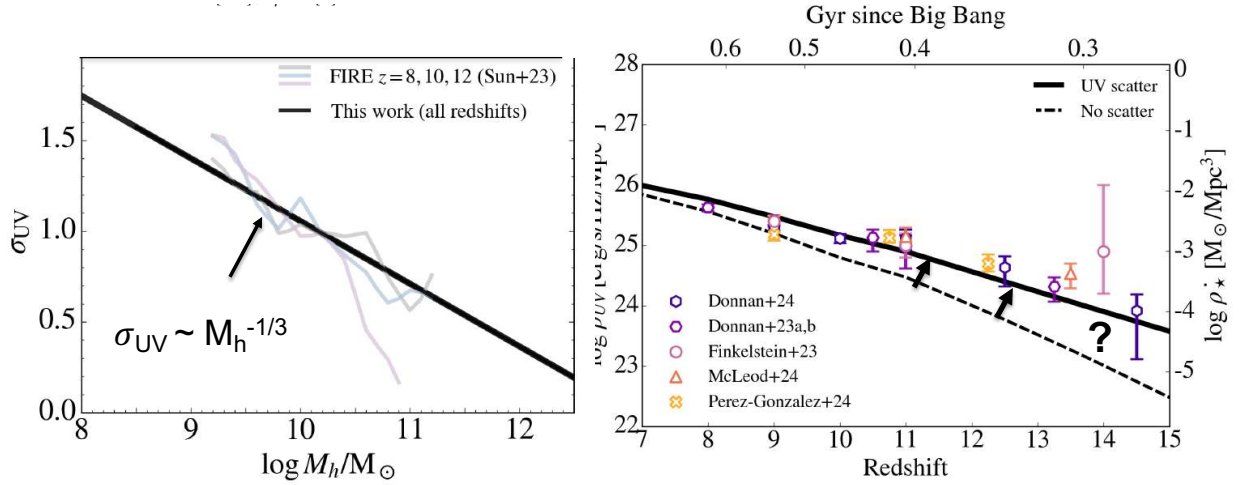 FIRE z = 8, 10, 12 (Sun+23)
This work (all redshifts)
σUV ~ Mh-1/3
σUV
1.5
1.0
0.5
0.0
8
9
10
11
12
log Mh/M⊙
Gyr since Big Bang
0.6
0.5
0.4
0.3
28
27
26
25
24
23
22
UV scatter
No scatter
Donnan+24
Donnan+23a,b
Finkelstein+23
McLeod+24
Perez-Gonzalez+24
?
0
-1
-2
-3
-4
-5
log ρ̇⋆ [M⊙/Mpc3]
7
8
9
10
11
12
13
14
15
Redshift